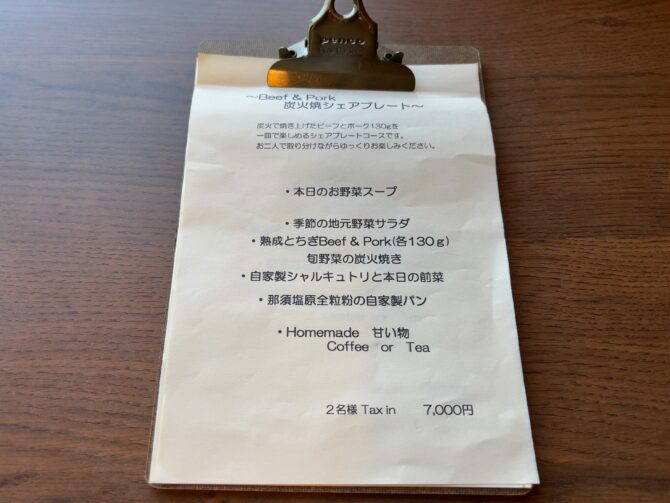 penco
～Beef & Pork
炭火焼シェアプレート～
炭火で焼き上げたビーフとポーク130gを
一皿で楽しめるシェアプレートコースです。
お二人で取り分けながらゆっくりお楽しみください。
・本日のお野菜スープ
・季節の地元野菜サラダ
・熟成とちぎBeef & Pork(各130g)
旬野菜の炭火焼き
・自家製シャルキュトリと本日の前菜
・那須塩原全粒粉の自家製パン
・Homemade 甘い物
Coffee or Tea
2名様 Tax in 7,000円